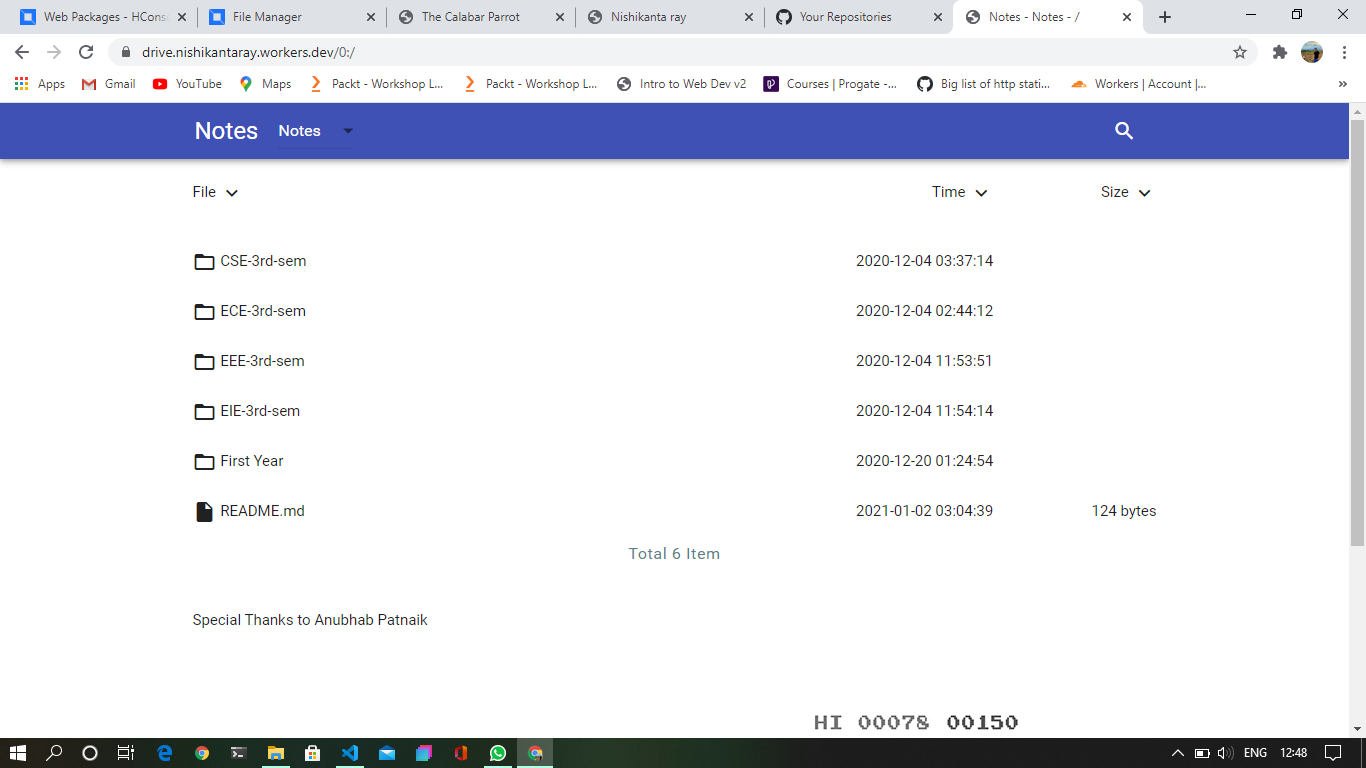 Web Packages - HCons
File Manager
The Calabar Parrot
Nishikanta ray
Your Repositories
Notes - Notes - /
drive.nishikantaray.workers.dev/0:/
Apps Gmail YouTube Maps Packt - Workshop L... Packt - Workshop L... Intro to Web Dev v2 Courses | Progate -... Big list of http stati... Workers | Account |... »
Notes Notes
File Time Size
CSE-3rd-sem 2020-12-04 03:37:14
ECE-3rd-sem 2020-12-04 02:44:12
EEE-3rd-sem 2020-12-04 11:53:51
EIE-3rd-sem 2020-12-04 11:54:14
First Year 2020-12-20 01:24:54
README.md 2021-01-02 03:04:39 124 bytes
Total 6 Item
Special Thanks to Anubhab Patnaik
HI 00078 00150
ENG 12:48